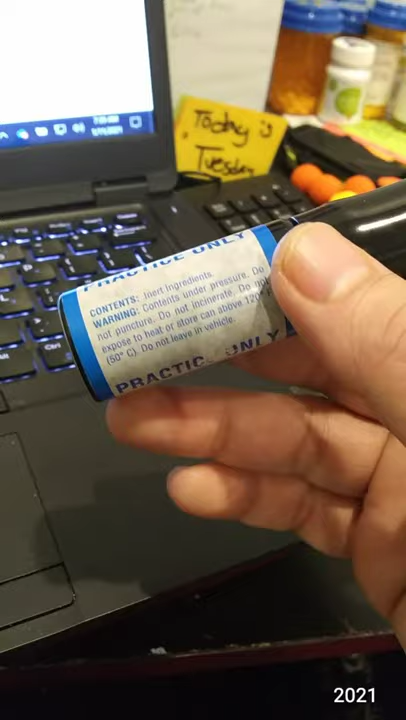 Today is
Tuesday
PRACTICE ONLY
CONTENTS: Inert Ingredients.
WARNING: Contents under pressure. Do
not puncture. Do not incinerate. Do not
expose to heat or store can above 120°
(50° C). Do not leave in vehicle.
PRACTIC ONLY
2021